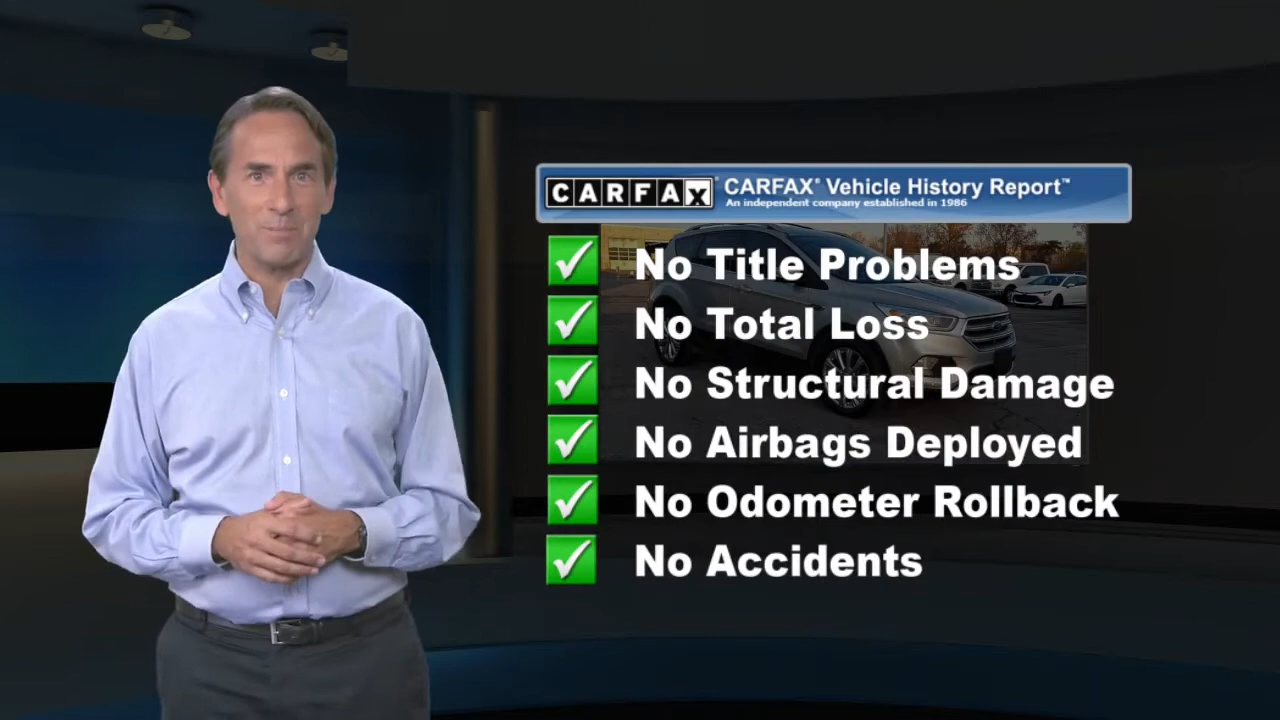 CARFAX CARFAX® Vehicle History Report™
An independent company established in 1986
No Title Problems
No Total Loss
No Structural Damage
No Airbags Deployed
No Odometer Rollback
No Accidents